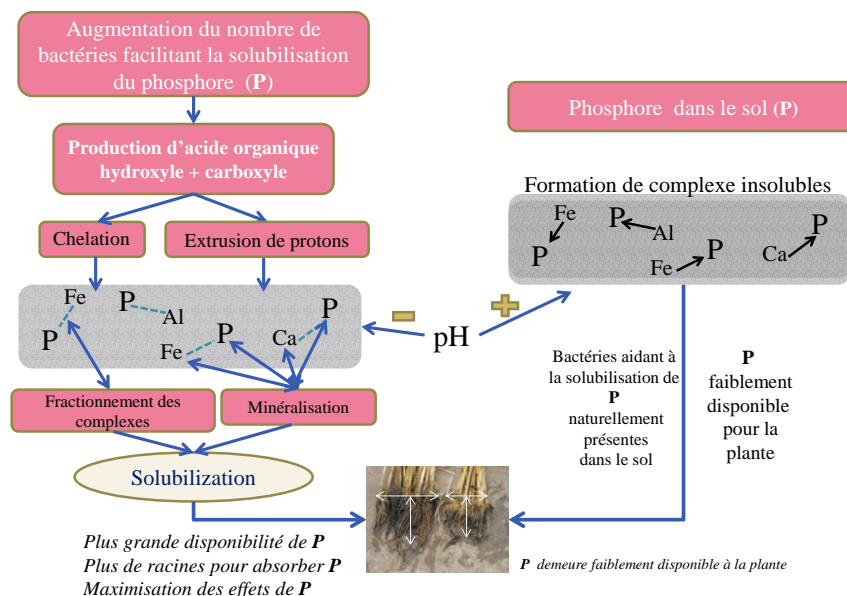 Augmentation du nombre de
bactéries facilitant la solubilisation
du phosphore (P)
Production d'acide organique
hydroxyle + carboxyle
Chelation
Extrusion de protons
Fe
P
P
Al
Fe
P
Ca
P
Fractionnement des
complexes
Minéralisation
Solubilization
Plus grande disponibilité de P
Plus de racines pour absorber P
Maximisation des effets de P
pH
Phosphore dans le sol (P)
Formation de complexe insolubles
Fe
P
P
Al
Fe
P
Ca
P
Bactéries aidant à
la solubilisation de
P
naturellement
présentes
dans le sol
P
faiblement
disponible
pour la
plante
P demeure faiblement disponible à la plante